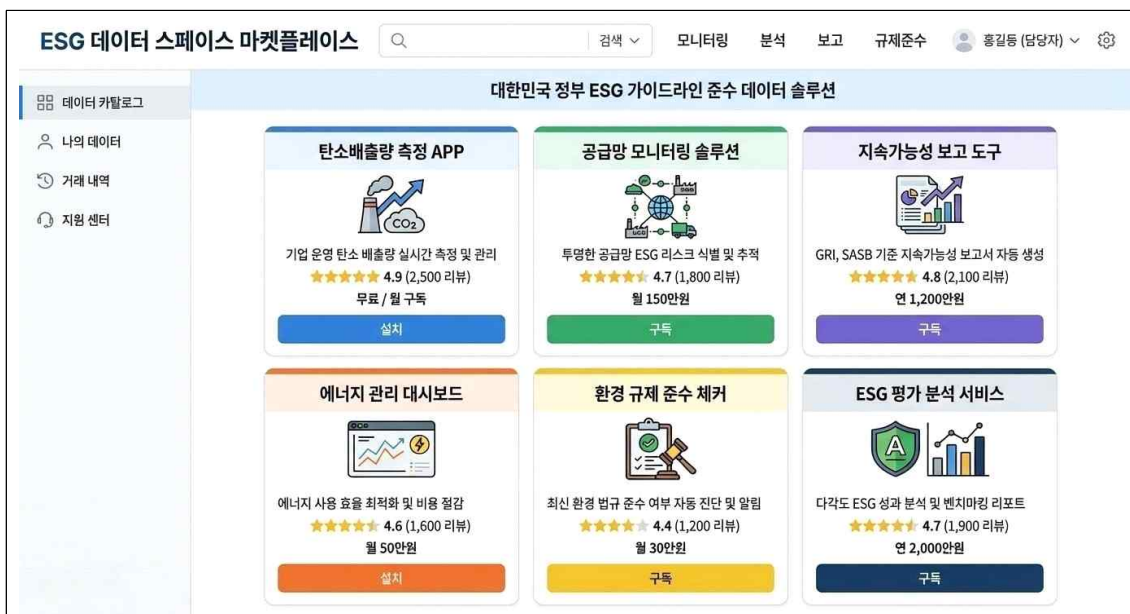 ESG 데이터 스페이스 마켓플레이스
검색
모니터링
분석
보고
규제준수
홍길동 (담당자)
데이터 카탈로그
나의 데이터
거래 내역
지원 센터
대한민국 정부 ESG 가이드라인 준수 데이터 솔루션
탄소배출량 측정 APP
CO₂
기업 운영 탄소 배출량 실시간 측정 및 관리
4.9 (2,500 리뷰)
무료 / 월 구독
설치
공급망 모니터링 솔루션
투명한 공급망 ESG 리스크 식별 및 추적
4.7 (1,800 리뷰)
월 150만원
구독
지속가능성 보고 도구
GRI, SASB 기준 지속가능성 보고서 자동 생성
4.8 (2,100 리뷰)
연 1,200만원
구독
에너지 관리 대시보드
에너지 사용 효율 최적화 및 비용 절감
4.6 (1,600 리뷰)
월 50만원
설치
환경 규제 준수 체커
최신 환경 법규 준수 여부 자동 진단 및 알림
4.4 (1,200 리뷰)
월 30만원
구독
ESG 평가 분석 서비스
A
다각도 ESG 성과 분석 및 벤치마킹 리포트
4.7 (1,900 리뷰)
연 2,000만원
구독